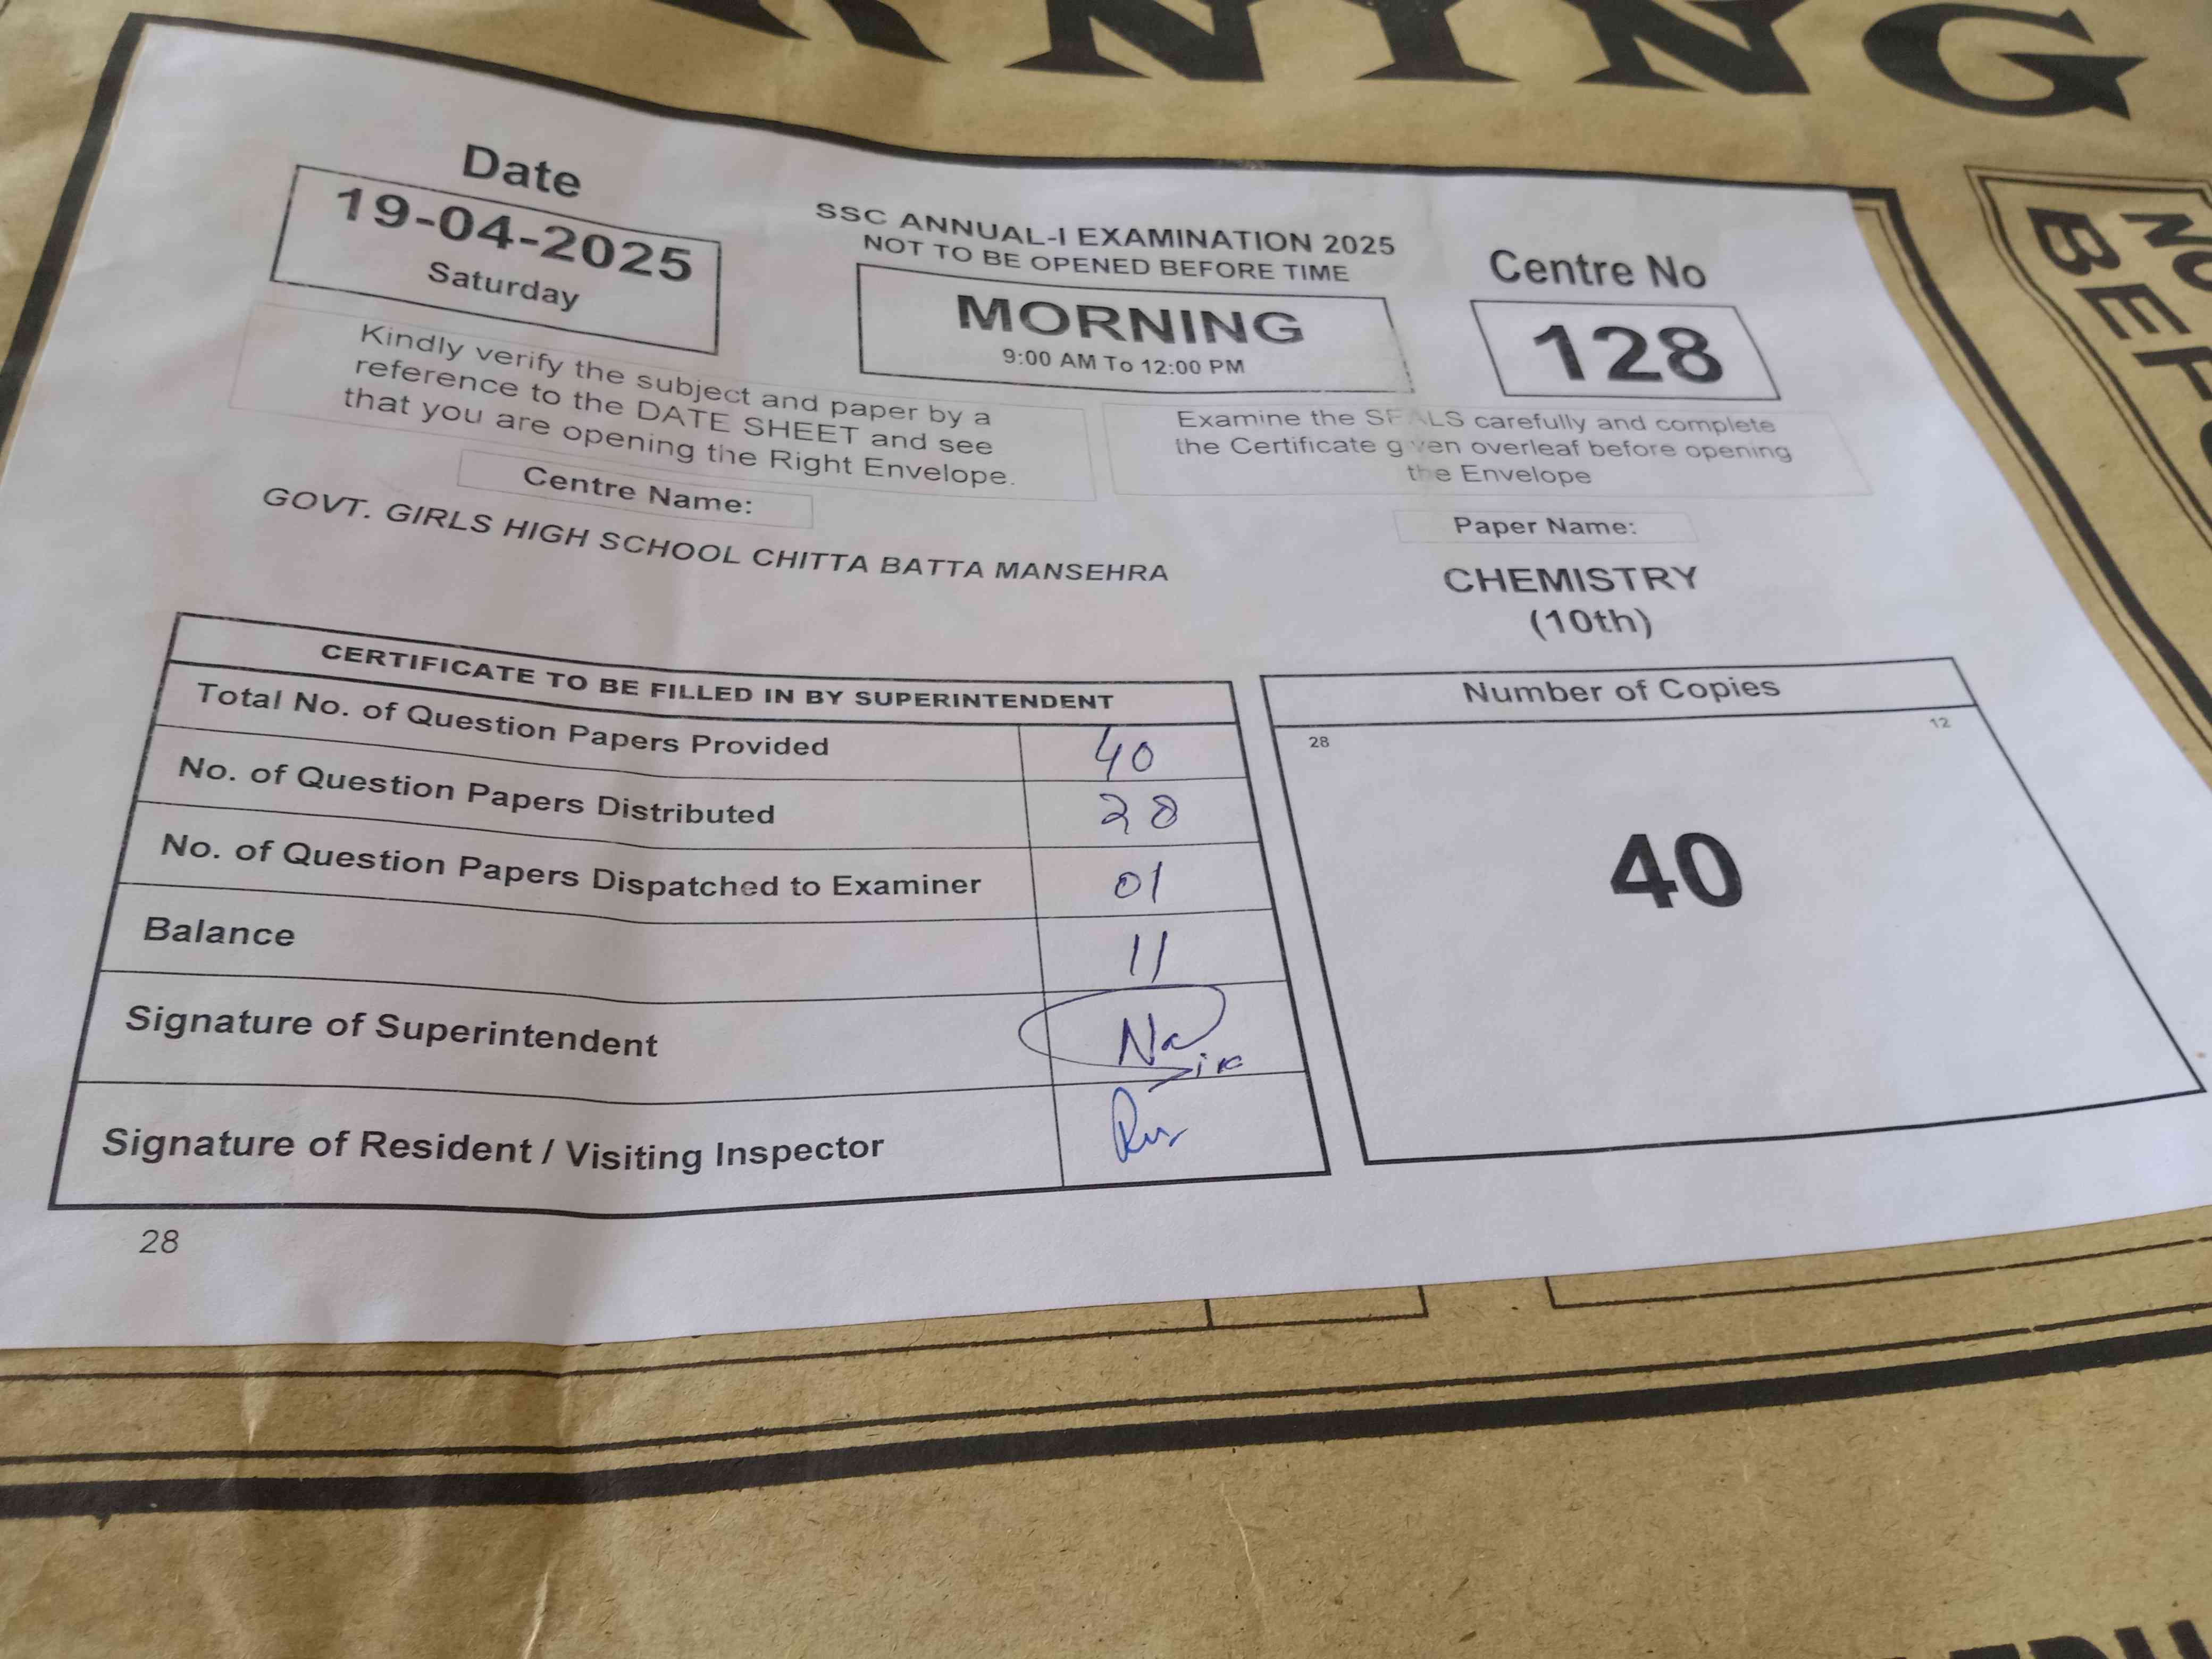 RNING
Date
19-04-2025
Saturday
SSC ANNUAL-I EXAMINATION 2025
NOT TO BE OPENED BEFORE TIME
MORNING
9:00 AM To 12:00 PM
Centre No
128
Kindly verify the subject and paper by a
reference to the DATE SHEET and see
that you are opening the Right Envelope.
Examine the SEALS carefully and complete
the Certificate given overleaf before opening
the Envelope
Centre Name:
GOVT. GIRLS HIGH SCHOOL CHITTA BATTA MANSEHRA
Paper Name:
CHEMISTRY
(10th)
CERTIFICATE TO BE FILLED IN BY SUPERINTENDENT
Total No. of Question Papers Provided 40
No. of Question Papers Distributed 28
No. of Question Papers Dispatched to Examiner 01
Balance 11
Signature of Superintendent
Signature of Resident / Visiting Inspector
Number of Copies
28 12
40
28